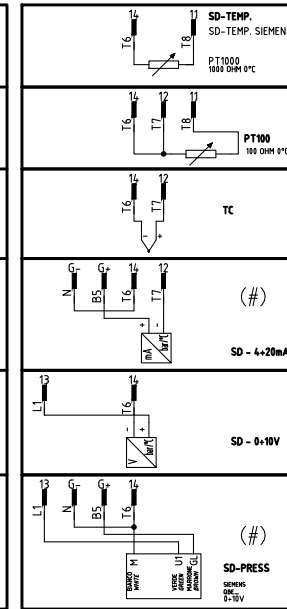 14 11 SD-TEMP.
SD-TEMP. SIEMENS
T6 T8
PT1000
1000 OHM 0°C
14 12 11
T6 T7 T8
PT100
100 OHM 0°C
14 12
T6 T7
TC
- +
G- G+ 14 12
N B5 T6 T7
(#)
+ -
mA
SD - 4÷20mA
13 14
L1 T6
- +
V bar/°C
SD - 0÷10V
13 G- G+ 14
L1 N B5 T6
(#)
M U1 GL
BIANCO
WHITE
VERDE
GREEN
MARRONE
BROWN
SD-PRESS
SIEMENS
QBE...
0÷10V